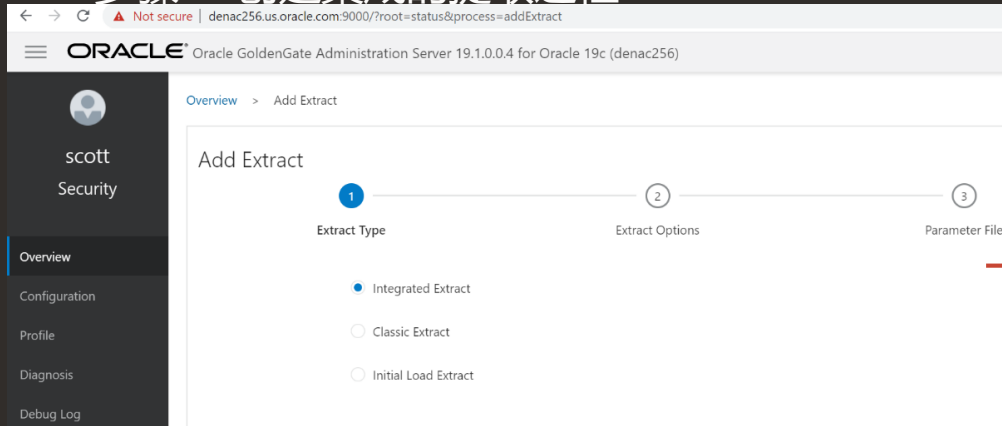 Not secure | denac256.us.oracle.com:9000/?root=status&process=addExtract
ORACLE® Oracle GoldenGate Administration Server 19.1.0.0.4 for Oracle 19c (denac256)
scott
Security
Overview
Configuration
Profile
Diagnosis
Debug Log
Overview > Add Extract
Add Extract
1 2 3
Extract Type Extract Options Parameter File
Integrated Extract
Classic Extract
Initial Load Extract